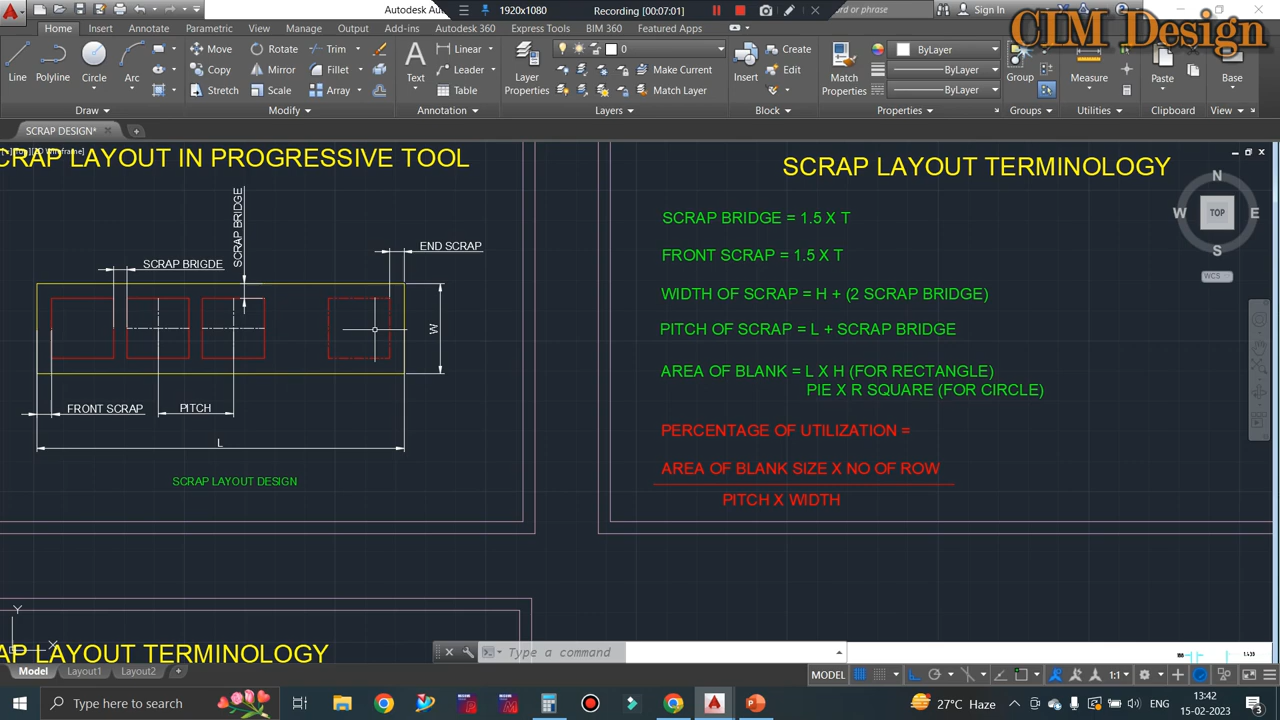 Autodesk Au
1920x1080
Recording [00:07:01]
word or phrase
Sign In
CIM Design
Home
Insert
Annotate
Parametric
View
Manage
Output
Add-ins
Autodesk 360
Express Tools
BIM 360
Featured Apps
Line
Polyline
Circle
Arc
Move
Rotate
Trim
Copy
Mirror
Fillet
Stretch
Scale
Array
Text
Linear
Leader
Table
Layer
Properties
0
Make Current
Match Layer
Insert
Create
Edit
Match
Properties
ByLayer
ByLayer
ByLayer
Group
Measure
Paste
Base
Draw
Modify
Annotation
Layers
Block
Properties
Groups
Utilities
Clipboard
View
SCRAP DESIGN*
CRAP LAYOUT IN PROGRESSIVE TOOL
SCRAP BRIDGE
SCRAP BRIGDE
END SCRAP
W
FRONT SCRAP
PITCH
L
SCRAP LAYOUT DESIGN
SCRAP LAYOUT TERMINOLOGY
SCRAP BRIDGE = 1.5 X T
FRONT SCRAP = 1.5 X T
WIDTH OF SCRAP = H + (2 SCRAP BRIDGE)
PITCH OF SCRAP = L + SCRAP BRIDGE
AREA OF BLANK = L X H (FOR RECTANGLE)
PIE X R SQUARE (FOR CIRCLE)
PERCENTAGE OF UTILIZATION =
AREA OF BLANK SIZE X NO OF ROW
PITCH X WIDTH
N
W
TOP
E
S
WCS
Y
X
AP LAYOUT TERMINOLOGY
Type a command
Model
Layout1
Layout2
MODEL
1:1
Type here to search
27°C Haze
ENG
13:42
15-02-2023
3